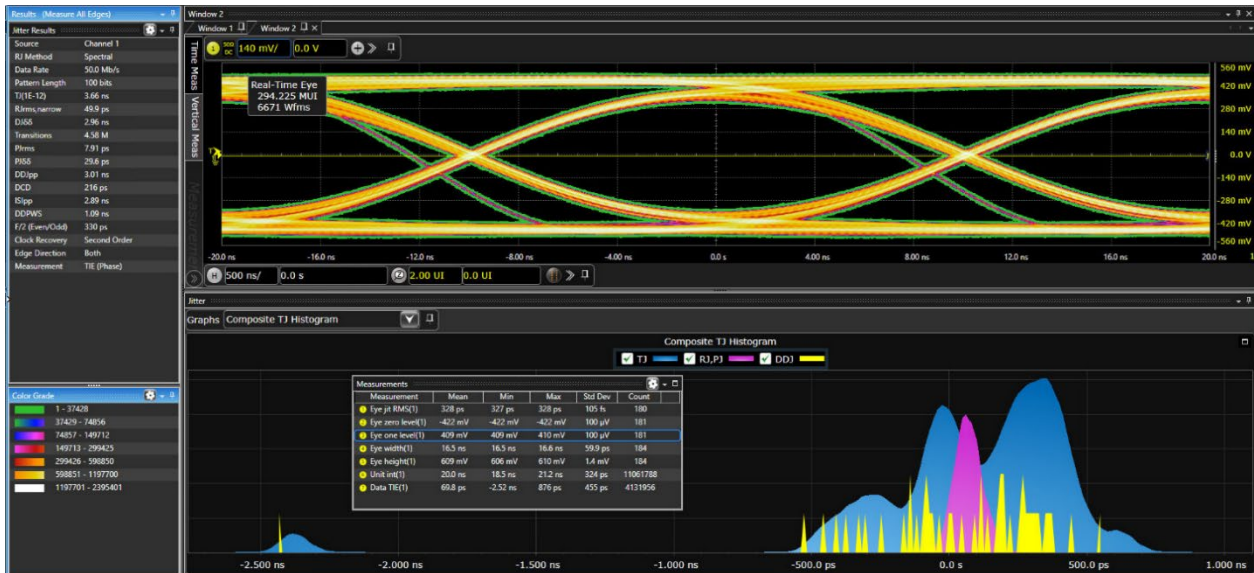 Results (Measure All Edges)
Jitter Results
Source Channel 1
RJ Method Spectral
Data Rate 50.0 Mb/s
Pattern Length 100 bits
TJ(1E-12) 3.66 ns
RJrms,narrow 49.9 ps
DJδδ 2.96 ns
Transitions 4.58 M
PJrms 7.91 ps
PJδδ 29.6 ps
DDJpp 3.01 ns
DCD 216 ps
ISIpp 2.89 ns
DDPWS 1.09 ns
F/2 (Even/Odd) 330 ps
Clock Recovery Second Order
Edge Direction Both
Measurement TIE (Phase)
Color Grade
1 - 37428
37429 - 74856
74857 - 149712
149713 - 299425
299426 - 598850
598851 - 1197700
1197701 - 2395401
Window 2
Window 1 Window 2
Time Meas
Vertical Meas
Measurements
1 50Ω DC 140 mV/ 0.0 V
Real-Time Eye
294.225 MUI
6671 Wfms
560 mV
420 mV
280 mV
140 mV
0.0 V
-140 mV
-280 mV
-420 mV
-560 mV
-20.0 ns -16.0 ns -12.0 ns -8.00 ns -4.00 ns 0.0 s 4.00 ns 8.00 ns 12.0 ns 16.0 ns 20.0 ns
H 500 ns/ 0.0 s 2.00 UI 0.0 UI
Jitter
Graphs Composite TJ Histogram
Composite TJ Histogram
TJ RJ,PJ DDJ
Measurements
Measurement Mean Min Max Std Dev Count
Eye jit RMS(1) 328 ps 327 ps 328 ps 105 fs 180
Eye zero level(1) -422 mV -422 mV -422 mV 100 µV 181
Eye one level(1) 409 mV 409 mV 410 mV 100 µV 181
Eye width(1) 16.5 ns 16.5 ns 16.6 ns 59.9 ps 184
Eye height(1) 609 mV 606 mV 610 mV 1.4 mV 184
Unit int(1) 20.0 ns 18.5 ns 21.2 ns 324 ps 11061788
Data TIE(1) 69.8 ps -2.52 ns 876 ps 455 ps 4131956
-2.500 ns -2.000 ns -1.500 ns -1.000 ns -500.0 ps 0.0 s 500.0 ps 1.000 ns